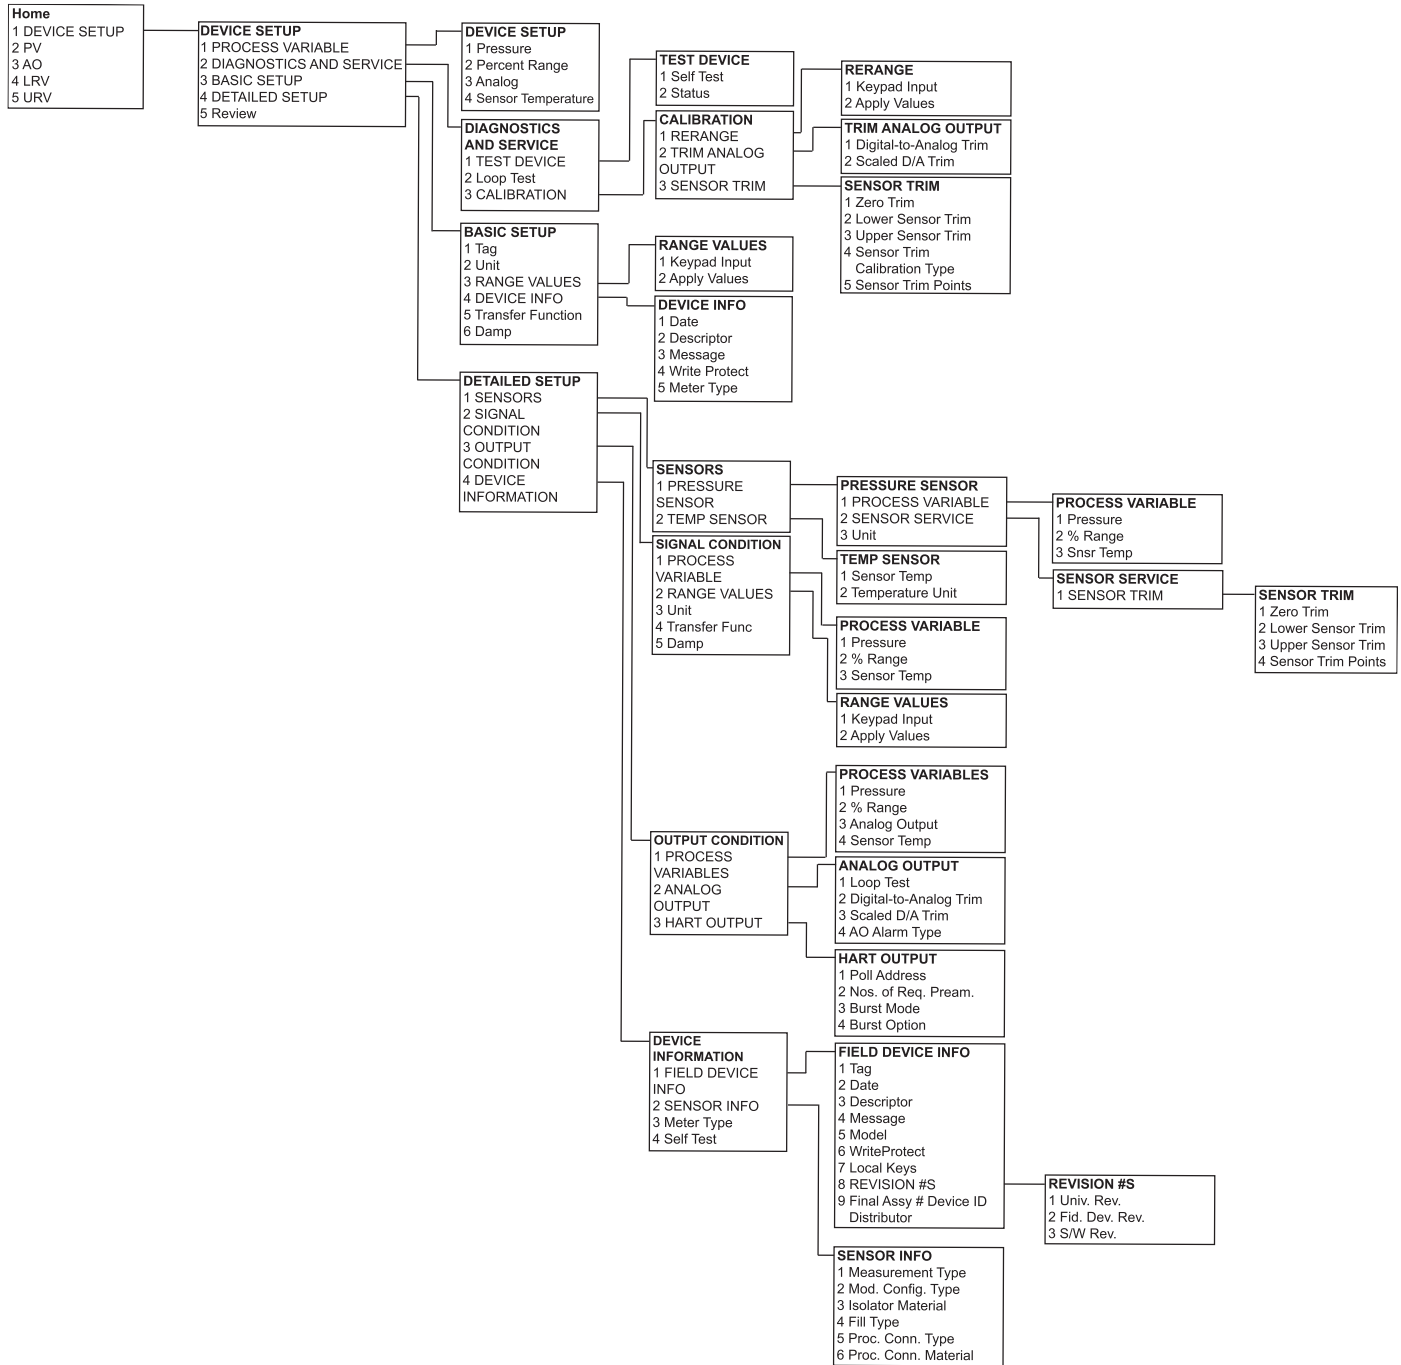 Home
1 DEVICE SETUP
2 PV
3 AO
4 LRV
5 URV
DEVICE SETUP
1 PROCESS VARIABLE
2 DIAGNOSTICS AND SERVICE
3 BASIC SETUP
4 DETAILED SETUP
5 Review
DEVICE SETUP
1 Pressure
2 Percent Range
3 Analog
4 Sensor Temperature
DIAGNOSTICS
AND SERVICE
1 TEST DEVICE
2 Loop Test
3 CALIBRATION
TEST DEVICE
1 Self Test
2 Status
CALIBRATION
1 RERANGE
2 TRIM ANALOG
OUTPUT
3 SENSOR TRIM
RERANGE
1 Keypad Input
2 Apply Values
TRIM ANALOG OUTPUT
1 Digital-to-Analog Trim
2 Scaled D/A Trim
SENSOR TRIM
1 Zero Trim
2 Lower Sensor Trim
3 Upper Sensor Trim
4 Sensor Trim
Calibration Type
5 Sensor Trim Points
BASIC SETUP
1 Tag
2 Unit
3 RANGE VALUES
4 DEVICE INFO
5 Transfer Function
6 Damp
RANGE VALUES
1 Keypad Input
2 Apply Values
DEVICE INFO
1 Date
2 Descriptor
3 Message
4 Write Protect
5 Meter Type
DETAILED SETUP
1 SENSORS
2 SIGNAL
CONDITION
3 OUTPUT
CONDITION
4 DEVICE
INFORMATION
SENSORS
1 PRESSURE
SENSOR
2 TEMP SENSOR
PRESSURE SENSOR
1 PROCESS VARIABLE
2 SENSOR SERVICE
3 Unit
PROCESS VARIABLE
1 Pressure
2 % Range
3 Snsr Temp
SENSOR SERVICE
1 SENSOR TRIM
SENSOR TRIM
1 Zero Trim
2 Lower Sensor Trim
3 Upper Sensor Trim
4 Sensor Trim Points
TEMP SENSOR
1 Sensor Temp
2 Temperature Unit
SIGNAL CONDITION
1 PROCESS
VARIABLE
2 RANGE VALUES
3 Unit
4 Transfer Func
5 Damp
PROCESS VARIABLE
1 Pressure
2 % Range
3 Sensor Temp
RANGE VALUES
1 Keypad Input
2 Apply Values
OUTPUT CONDITION
1 PROCESS
VARIABLES
2 ANALOG
OUTPUT
3 HART OUTPUT
PROCESS VARIABLES
1 Pressure
2 % Range
3 Analog Output
4 Sensor Temp
ANALOG OUTPUT
1 Loop Test
2 Digital-to-Analog Trim
3 Scaled D/A Trim
4 AO Alarm Type
HART OUTPUT
1 Poll Address
2 Nos. of Req. Pream.
3 Burst Mode
4 Burst Option
DEVICE
INFORMATION
1 FIELD DEVICE
INFO
2 SENSOR INFO
3 Meter Type
4 Self Test
FIELD DEVICE INFO
1 Tag
2 Date
3 Descriptor
4 Message
5 Model
6 WriteProtect
7 Local Keys
8 REVISION #S
9 Final Assy # Device ID
Distributor
REVISION #S
1 Univ. Rev.
2 Fid. Dev. Rev.
3 S/W Rev.
SENSOR INFO
1 Measurement Type
2 Mod. Config. Type
3 Isolator Material
4 Fill Type
5 Proc. Conn. Type
6 Proc. Conn. Material